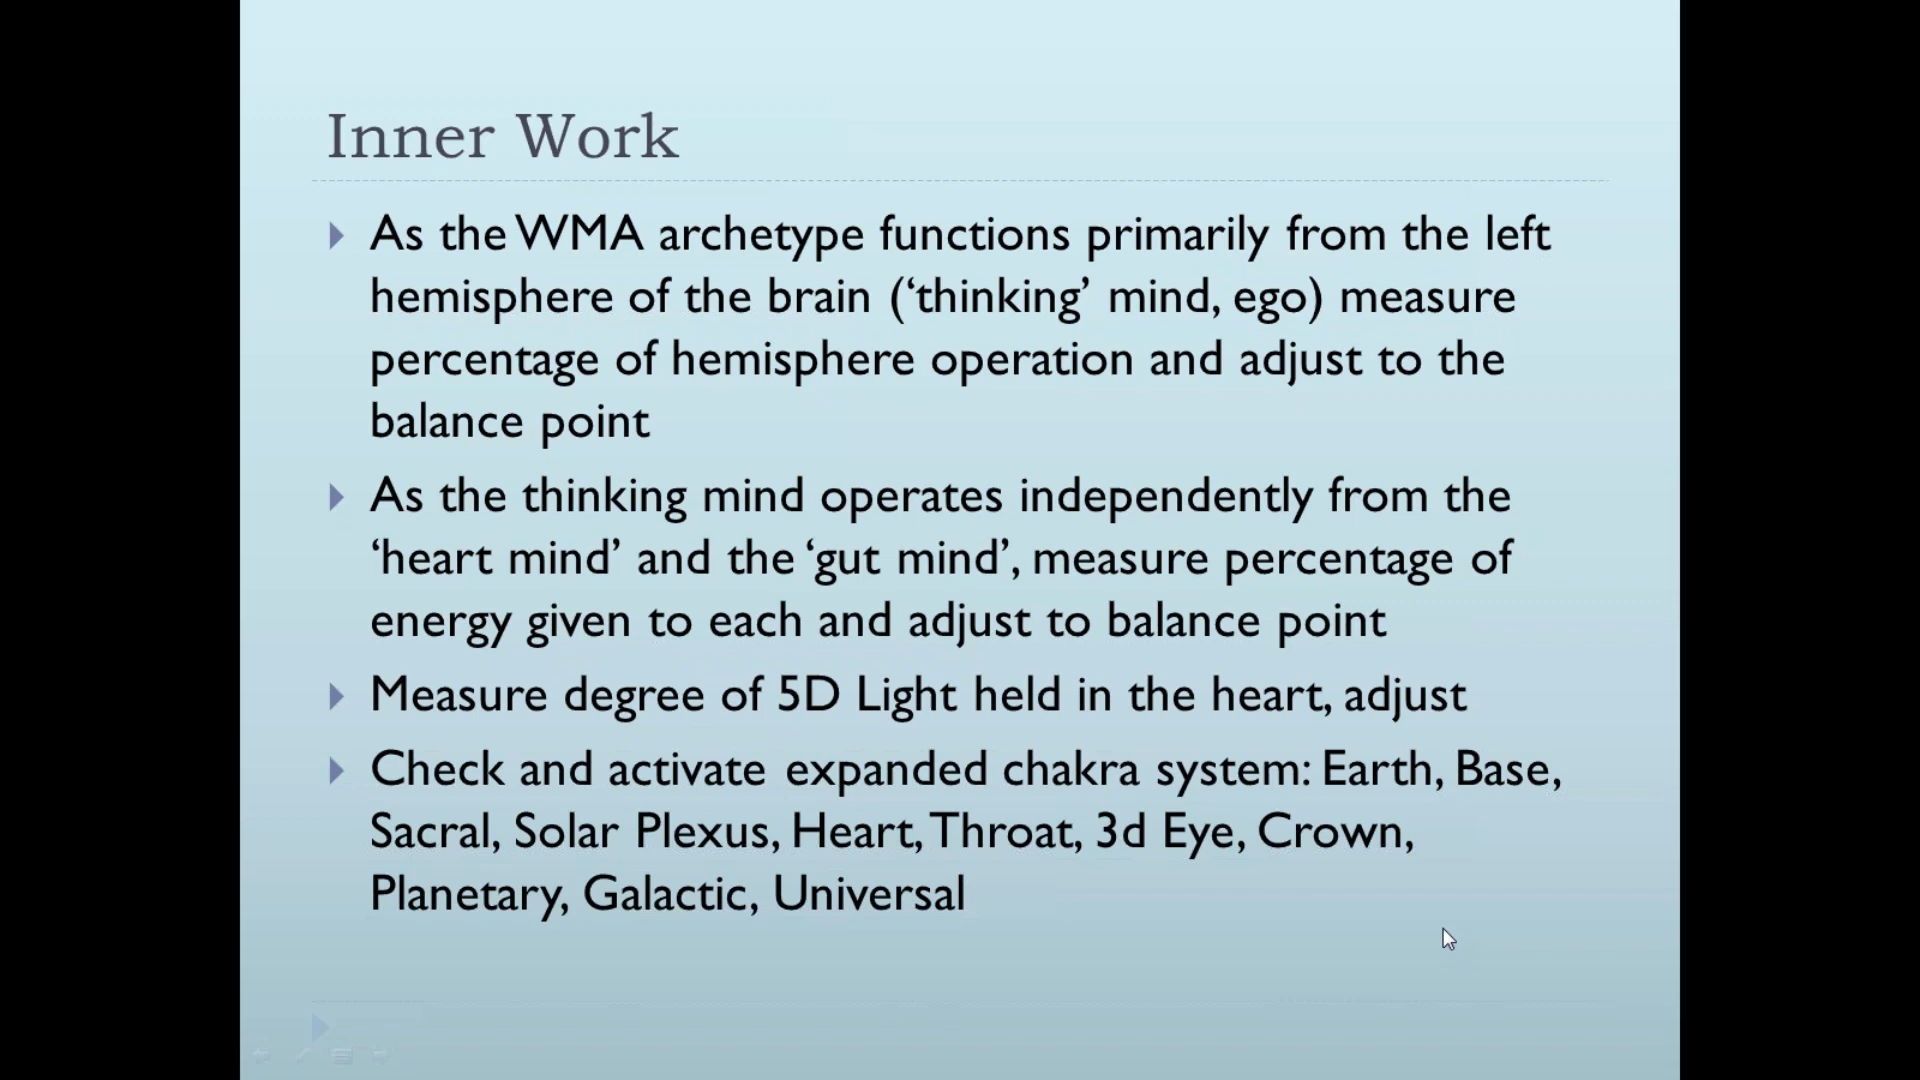 Inner Work
As the WMA archetype functions primarily from the left
hemisphere of the brain (‘thinking’ mind, ego) measure
percentage of hemisphere operation and adjust to the
balance point
As the thinking mind operates independently from the
‘heart mind’ and the ‘gut mind’, measure percentage of
energy given to each and adjust to balance point
Measure degree of 5D Light held in the heart, adjust
Check and activate expanded chakra system: Earth, Base,
Sacral, Solar Plexus, Heart, Throat, 3d Eye, Crown,
Planetary, Galactic, Universal